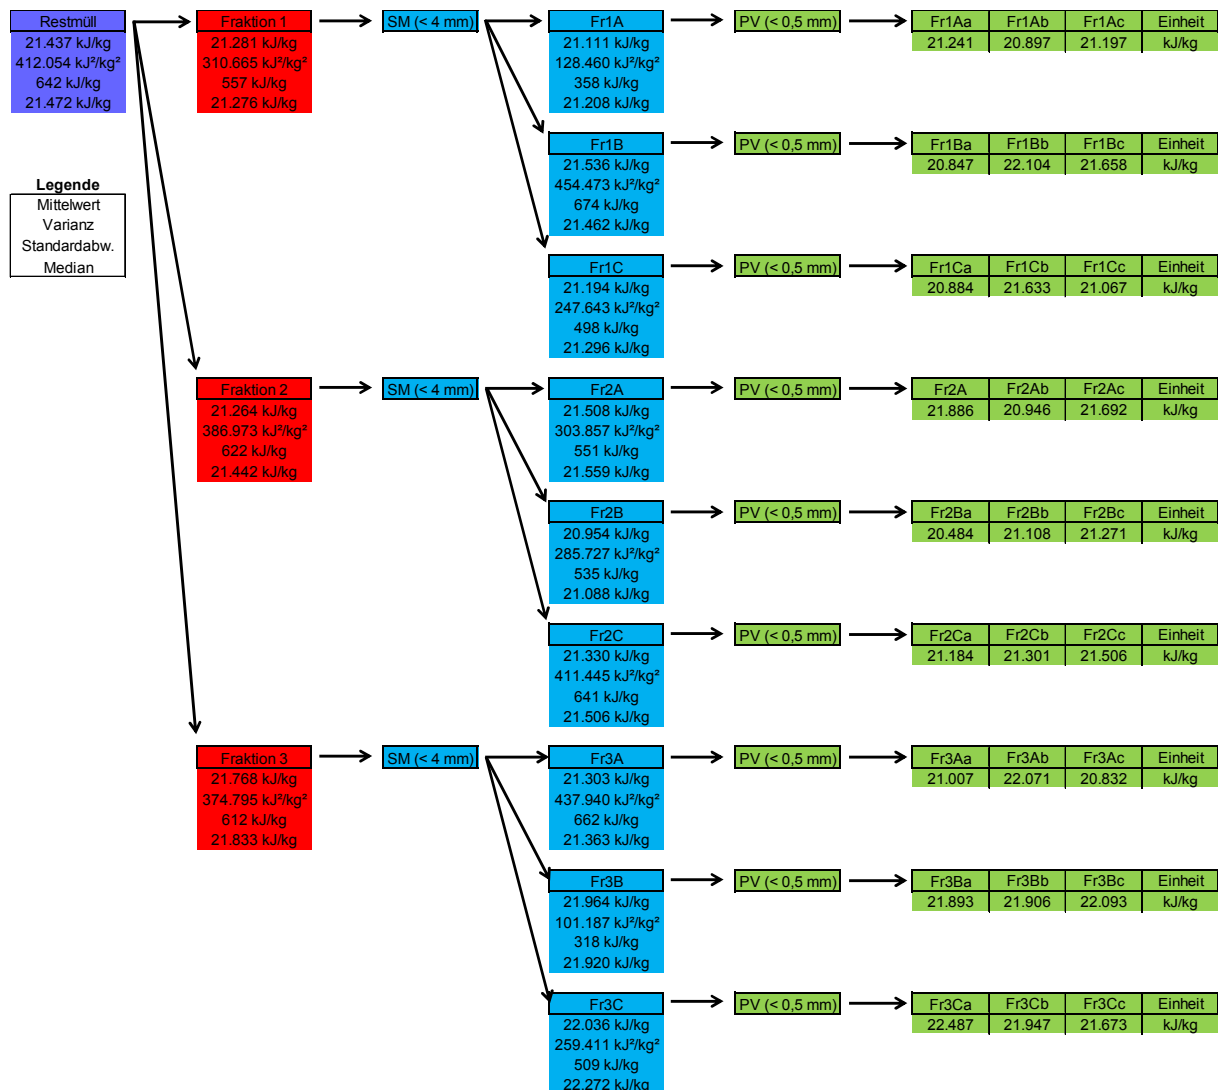 Restmüll Fraktion 1 SM (< 4 mm) Fr1A PV (< 0,5 mm) Fr1Aa Fr1Ab Fr1Ac Einheit
21.437 kJ/kg 21.281 kJ/kg 21.111 kJ/kg 21.241 20.897 21.197 kJ/kg
412.054 kJ²/kg² 310.665 kJ²/kg² 128.460 kJ²/kg²
642 kJ/kg 557 kJ/kg 358 kJ/kg
21.472 kJ/kg 21.276 kJ/kg 21.208 kJ/kg
Fr1B PV (< 0,5 mm) Fr1Ba Fr1Bb Fr1Bc Einheit
21.536 kJ/kg 20.847 22.104 21.658 kJ/kg
454.473 kJ²/kg²
674 kJ/kg
21.462 kJ/kg
Legende
Mittelwert
Varianz
Standardabw.
Median
Fr1C PV (< 0,5 mm) Fr1Ca Fr1Cb Fr1Cc Einheit
21.194 kJ/kg 20.884 21.633 21.067 kJ/kg
247.643 kJ²/kg²
498 kJ/kg
21.296 kJ/kg
Fraktion 2 SM (< 4 mm) Fr2A PV (< 0,5 mm) Fr2A Fr2Ab Fr2Ac Einheit
21.264 kJ/kg 21.508 kJ/kg 21.886 20.946 21.692 kJ/kg
386.973 kJ²/kg² 303.857 kJ²/kg²
622 kJ/kg 551 kJ/kg
21.442 kJ/kg 21.559 kJ/kg
Fr2B PV (< 0,5 mm) Fr2Ba Fr2Bb Fr2Bc Einheit
20.954 kJ/kg 20.484 21.108 21.271 kJ/kg
285.727 kJ²/kg²
535 kJ/kg
21.088 kJ/kg
Fr2C PV (< 0,5 mm) Fr2Ca Fr2Cb Fr2Cc Einheit
21.330 kJ/kg 21.184 21.301 21.506 kJ/kg
411.445 kJ²/kg²
641 kJ/kg
21.506 kJ/kg
Fraktion 3 SM (< 4 mm) Fr3A PV (< 0,5 mm) Fr3Aa Fr3Ab Fr3Ac Einheit
21.768 kJ/kg 21.303 kJ/kg 21.007 22.071 20.832 kJ/kg
374.795 kJ²/kg² 437.940 kJ²/kg²
612 kJ/kg 662 kJ/kg
21.833 kJ/kg 21.363 kJ/kg
Fr3B PV (< 0,5 mm) Fr3Ba Fr3Bb Fr3Bc Einheit
21.964 kJ/kg 21.893 21.906 22.093 kJ/kg
101.187 kJ²/kg²
318 kJ/kg
21.920 kJ/kg
Fr3C PV (< 0,5 mm) Fr3Ca Fr3Cb Fr3Cc Einheit
22.036 kJ/kg 22.487 21.947 21.673 kJ/kg
259.411 kJ²/kg²
509 kJ/kg
22.272 kJ/kg